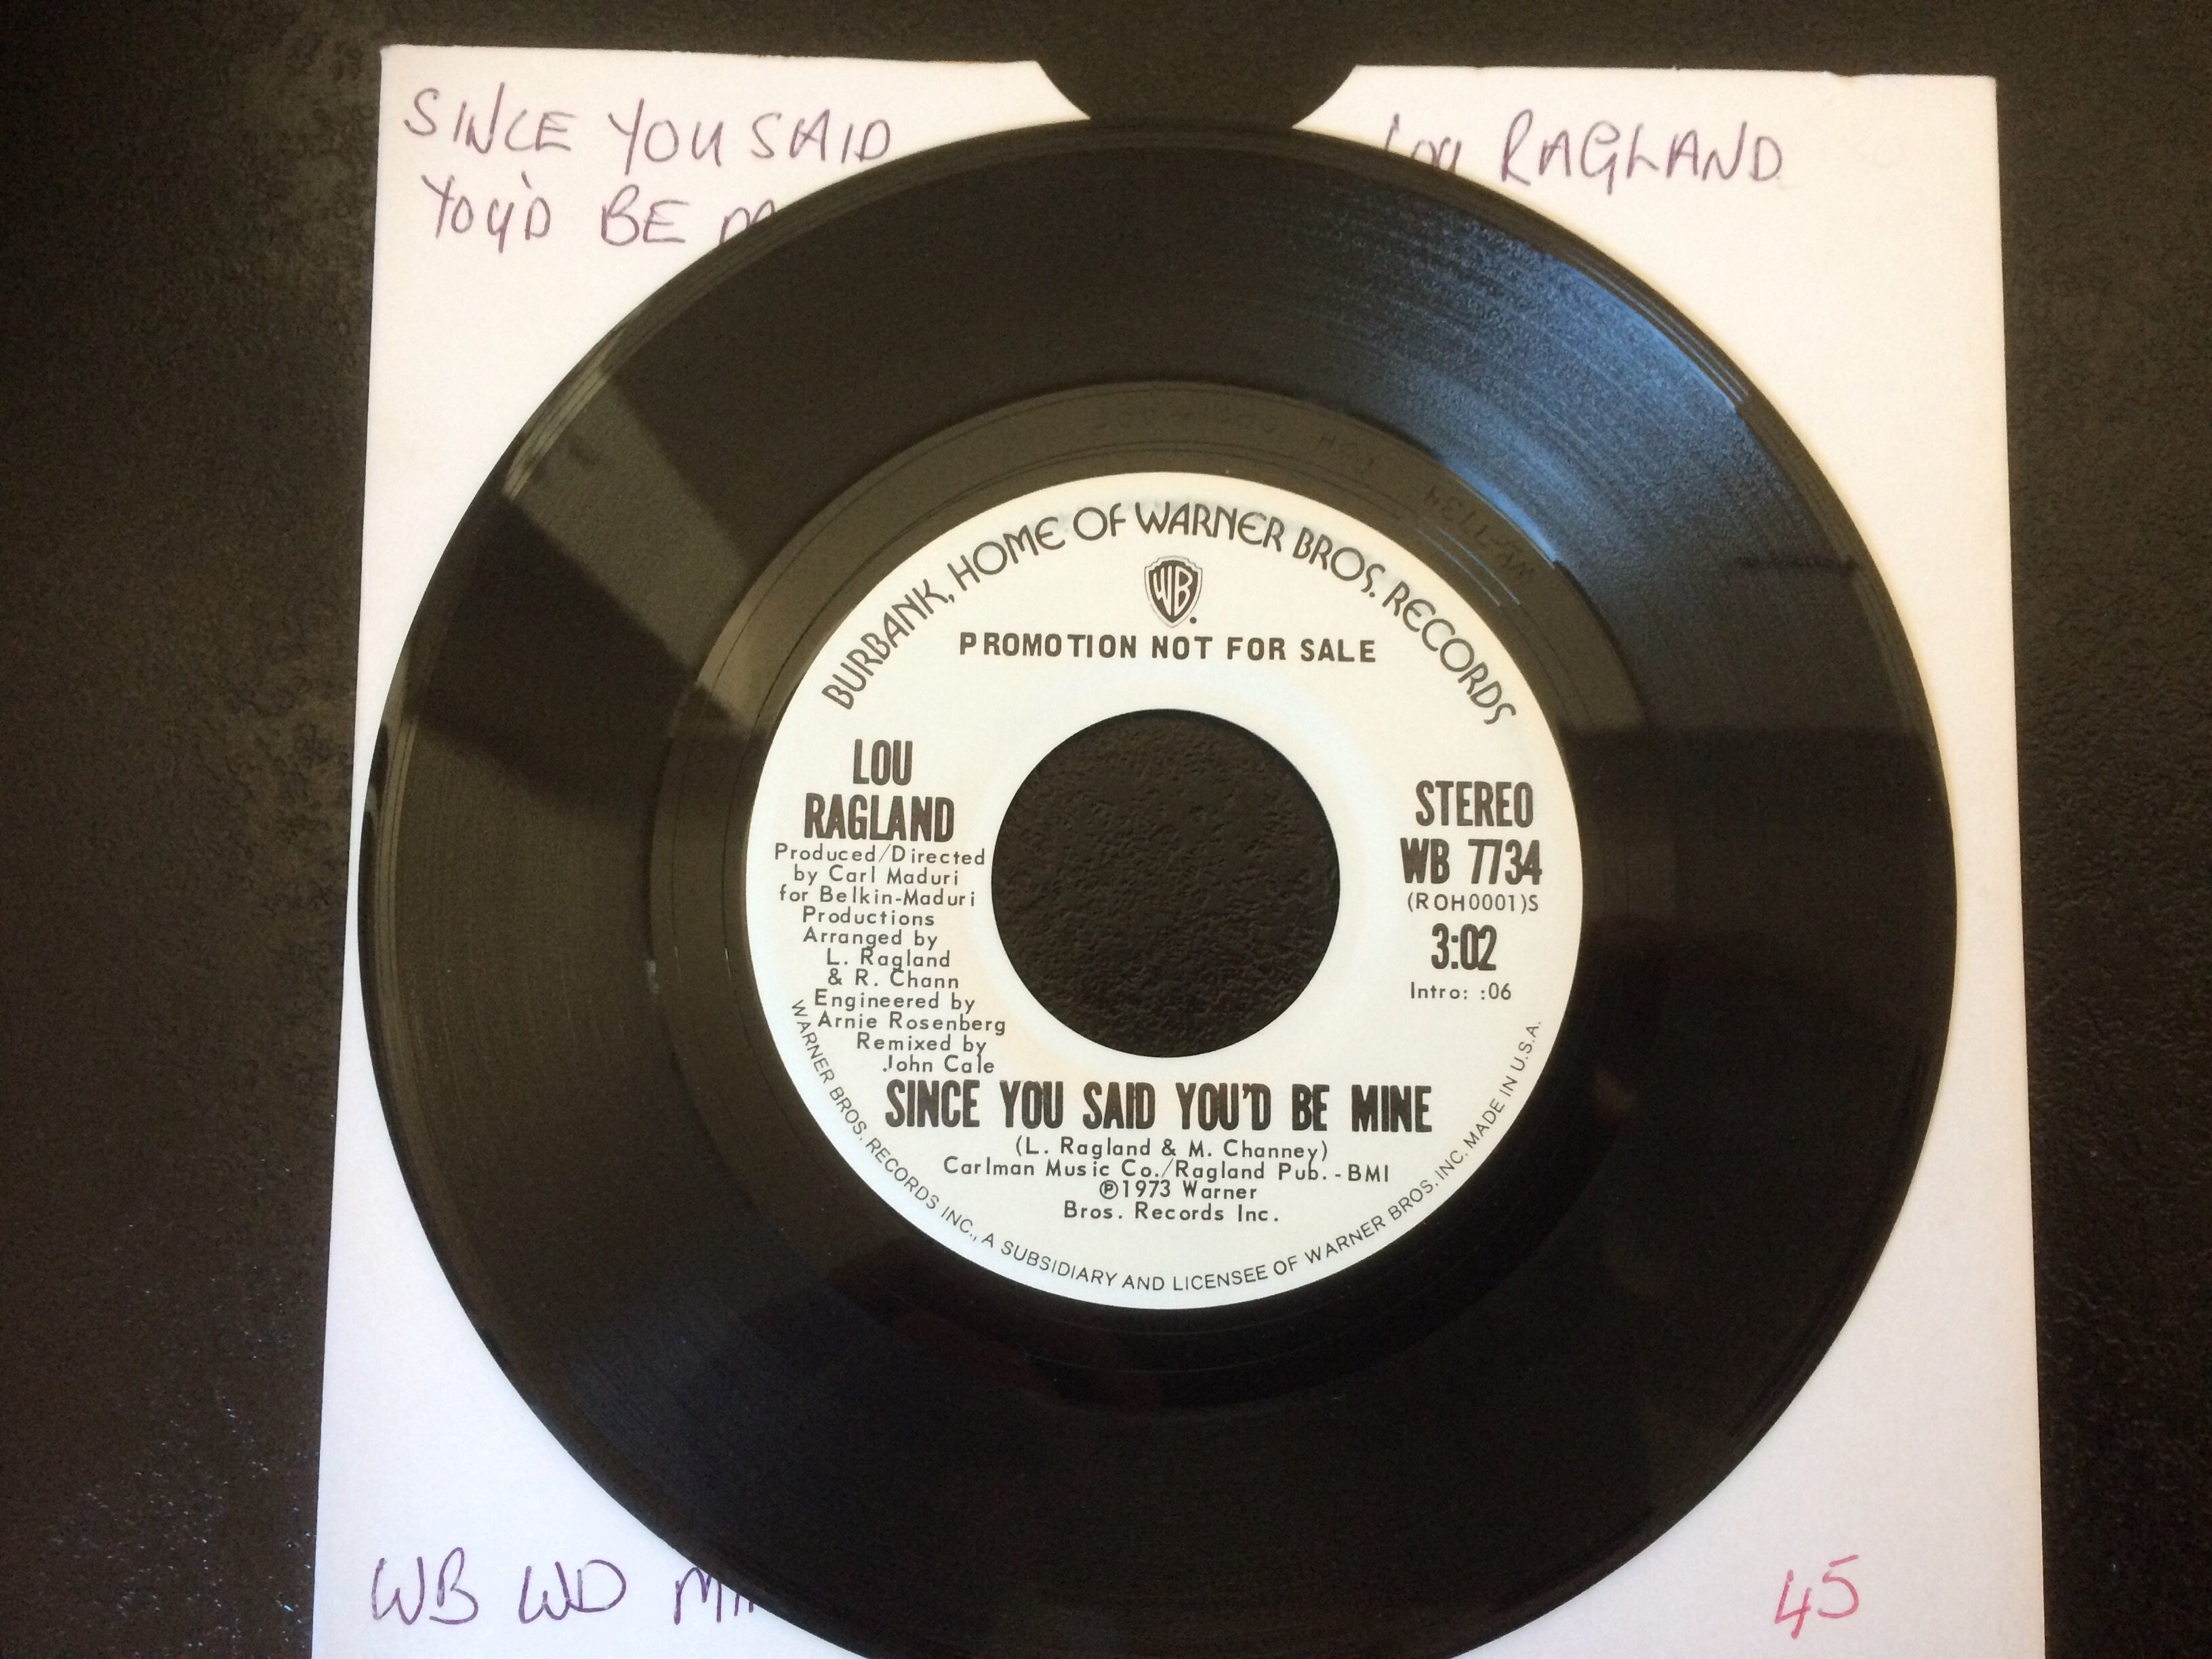 SINCE YOU SAID
YOU'D BE
LOU RAGLAND
BURBANK, HOME OF WARNER BROS. RECORDS
WB
PROMOTION NOT FOR SALE
LOU
RAGLAND
Produced/Directed
by Carl Maduri
for Belkin-Maduri
Productions
Arranged by
L. Ragland
& R. Chann
Engineered by
Arnie Rosenberg
Remixed by
John Cale
STEREO
WB 7734
(ROH0001)S
3:02
Intro: :06
SINCE YOU SAID YOU'D BE MINE
(L. Ragland & M. Channey)
Carlman Music Co./Ragland Pub. - BMI
℗1973 Warner
Bros. Records Inc.
WARNER BROS. RECORDS INC., A SUBSIDIARY AND LICENSEE OF WARNER BROS. INC. MADE IN U.S.A.
WB WD
45